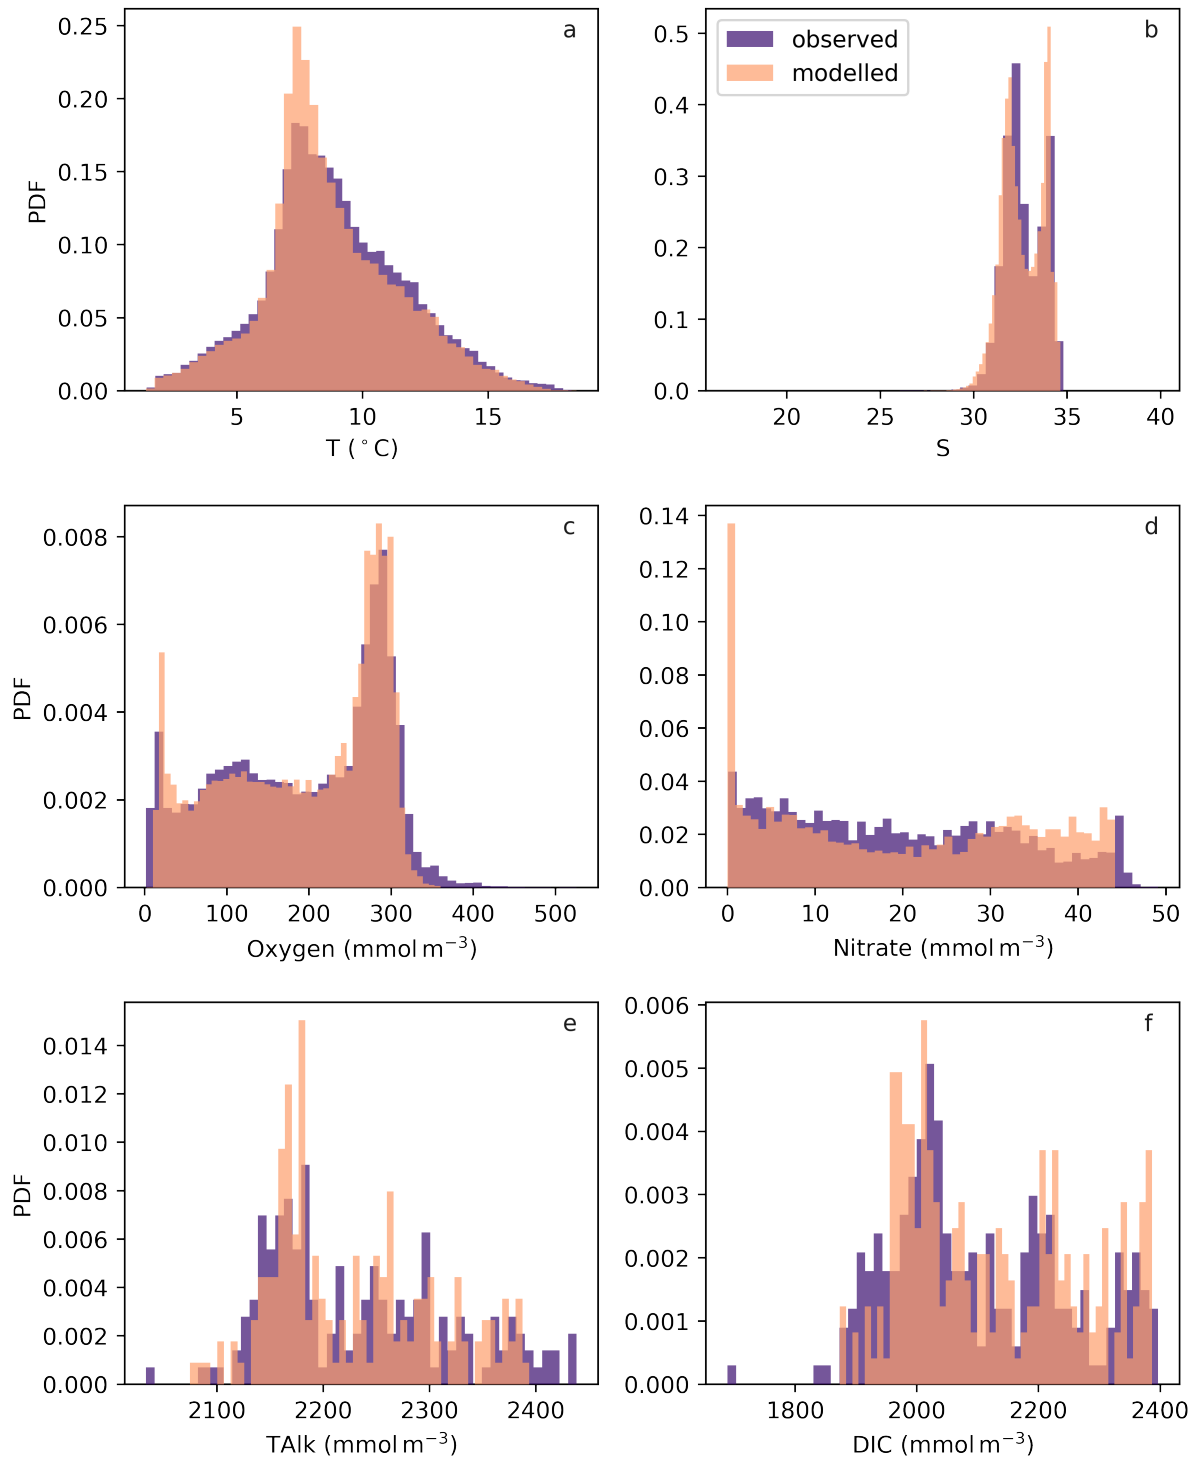 a
0.25
0.20
0.15
0.10
0.05
0.00
PDF
5 10 15
T (°C)
b
observed
modelled
0.5
0.4
0.3
0.2
0.1
0.0
20 25 30 35 40
S
c
0.008
0.006
0.004
0.002
0.000
PDF
0 100 200 300 400 500
Oxygen (mmol m⁻³)
d
0.14
0.12
0.10
0.08
0.06
0.04
0.02
0.00
0 10 20 30 40 50
Nitrate (mmol m⁻³)
e
0.014
0.012
0.010
0.008
0.006
0.004
0.002
0.000
PDF
2100 2200 2300 2400
TAlk (mmol m⁻³)
f
0.006
0.005
0.004
0.003
0.002
0.001
0.000
1800 2000 2200 2400
DIC (mmol m⁻³)